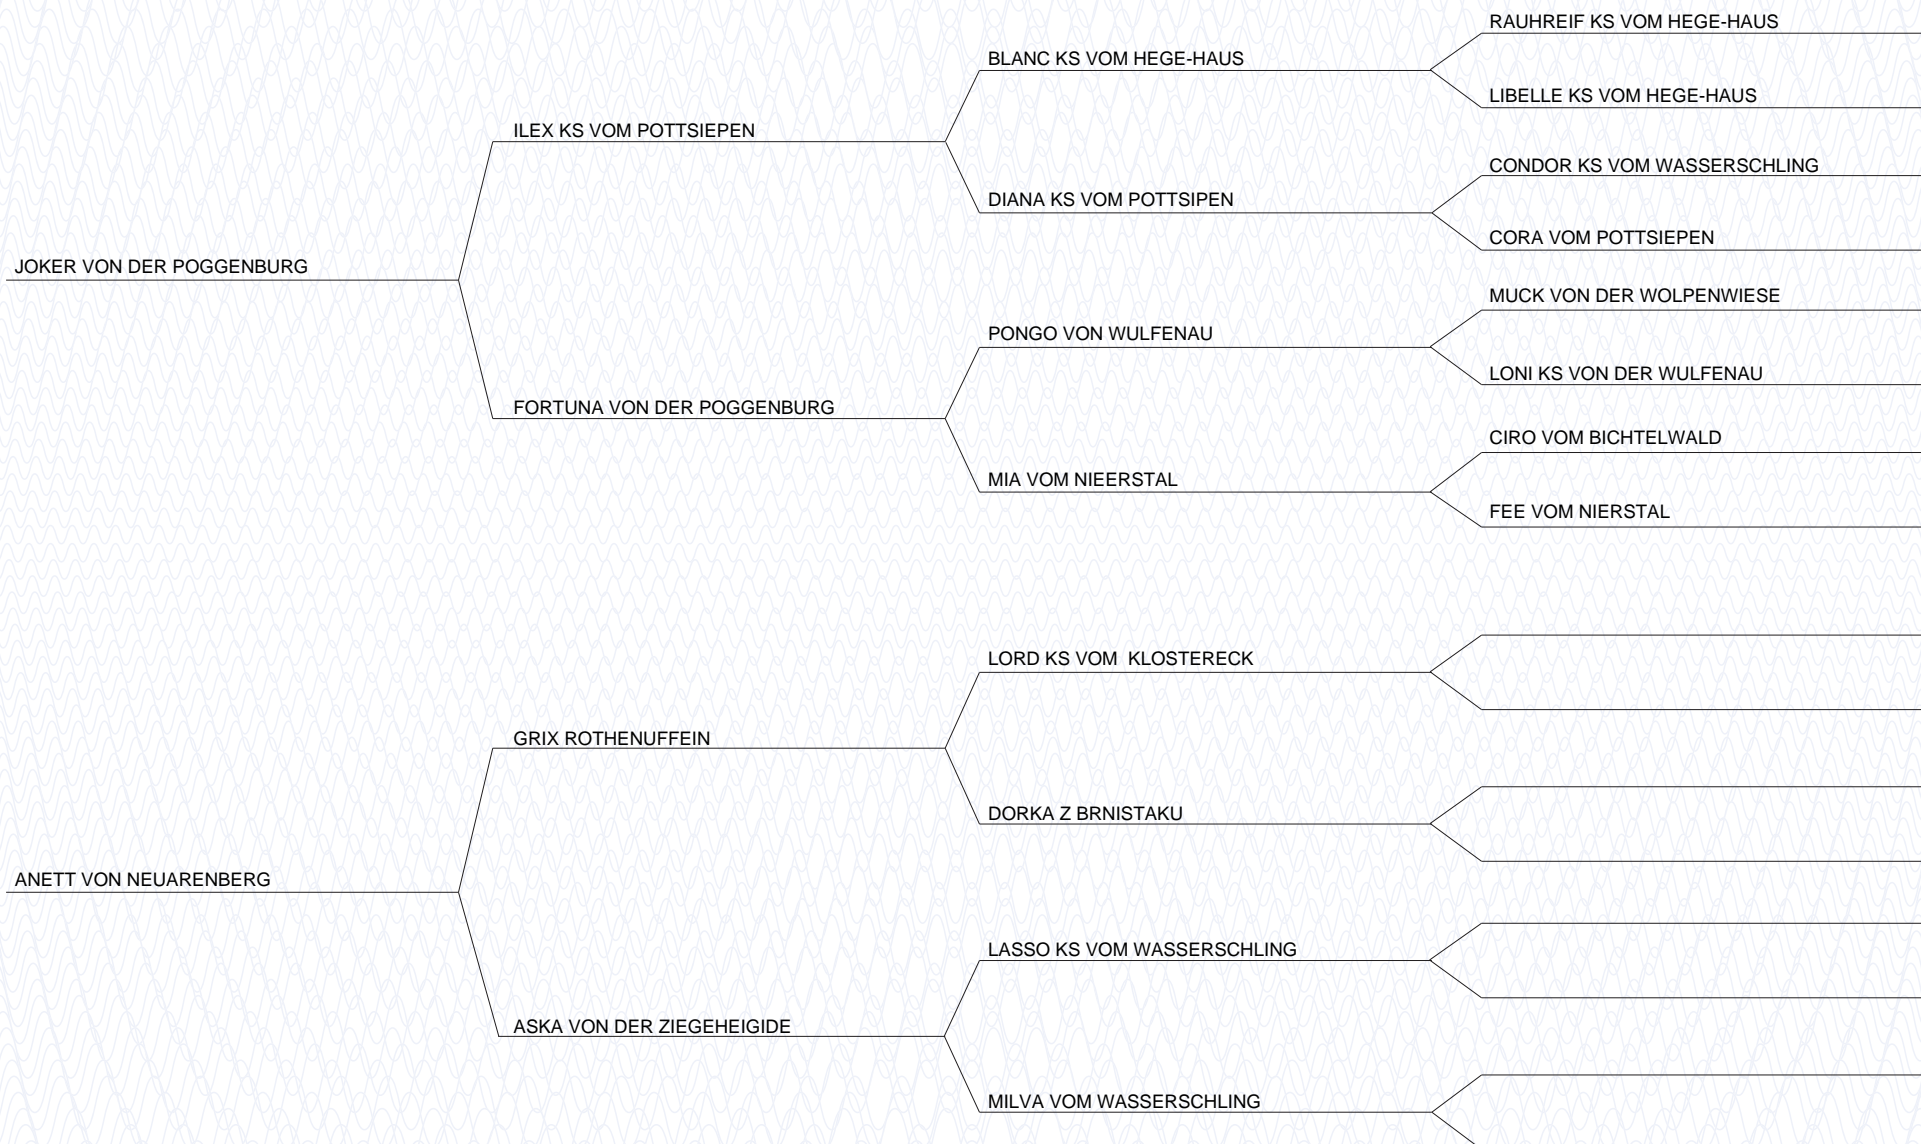 RAUHREIF KS VOM HEGE-HAUS
BLANC KS VOM HEGE-HAUS
LIBELLE KS VOM HEGE-HAUS
ILEX KS VOM POTTSIEPEN
CONDOR KS VOM WASSERSCHLING
DIANA KS VOM POTTSIPEN
CORA VOM POTTSIEPEN
JOKER VON DER POGGENBURG
MUCK VON DER WOLPENWIESE
PONGO VON WULFENAU
LONI KS VON DER WULFENAU
FORTUNA VON DER POGGENBURG
CIRO VOM BICHTELWALD
MIA VOM NIEERSTAL
FEE VOM NIERSTAL
LORD KS VOM  KLOSTERECK
GRIX ROTHENUFFEIN
DORKA Z BRNISTAKU
ANETT VON NEUARENBERG
LASSO KS VOM WASSERSCHLING
ASKA VON DER ZIEGEHEIGIDE
MILVA VOM WASSERSCHLING